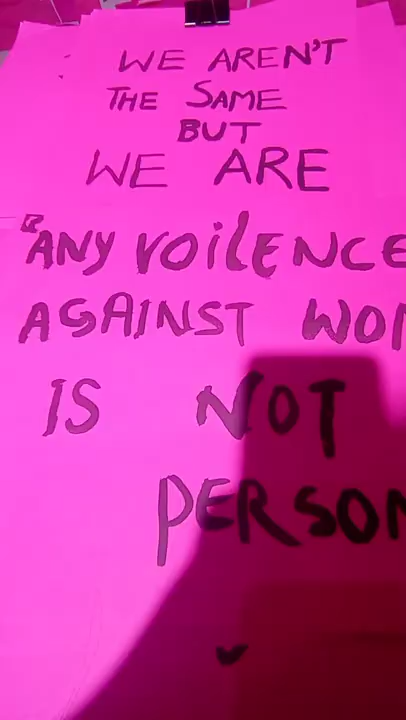 WE AREN'T
THE SAME
BUT
WE ARE
ANY VOILENCE
AGAINST
IS NOT